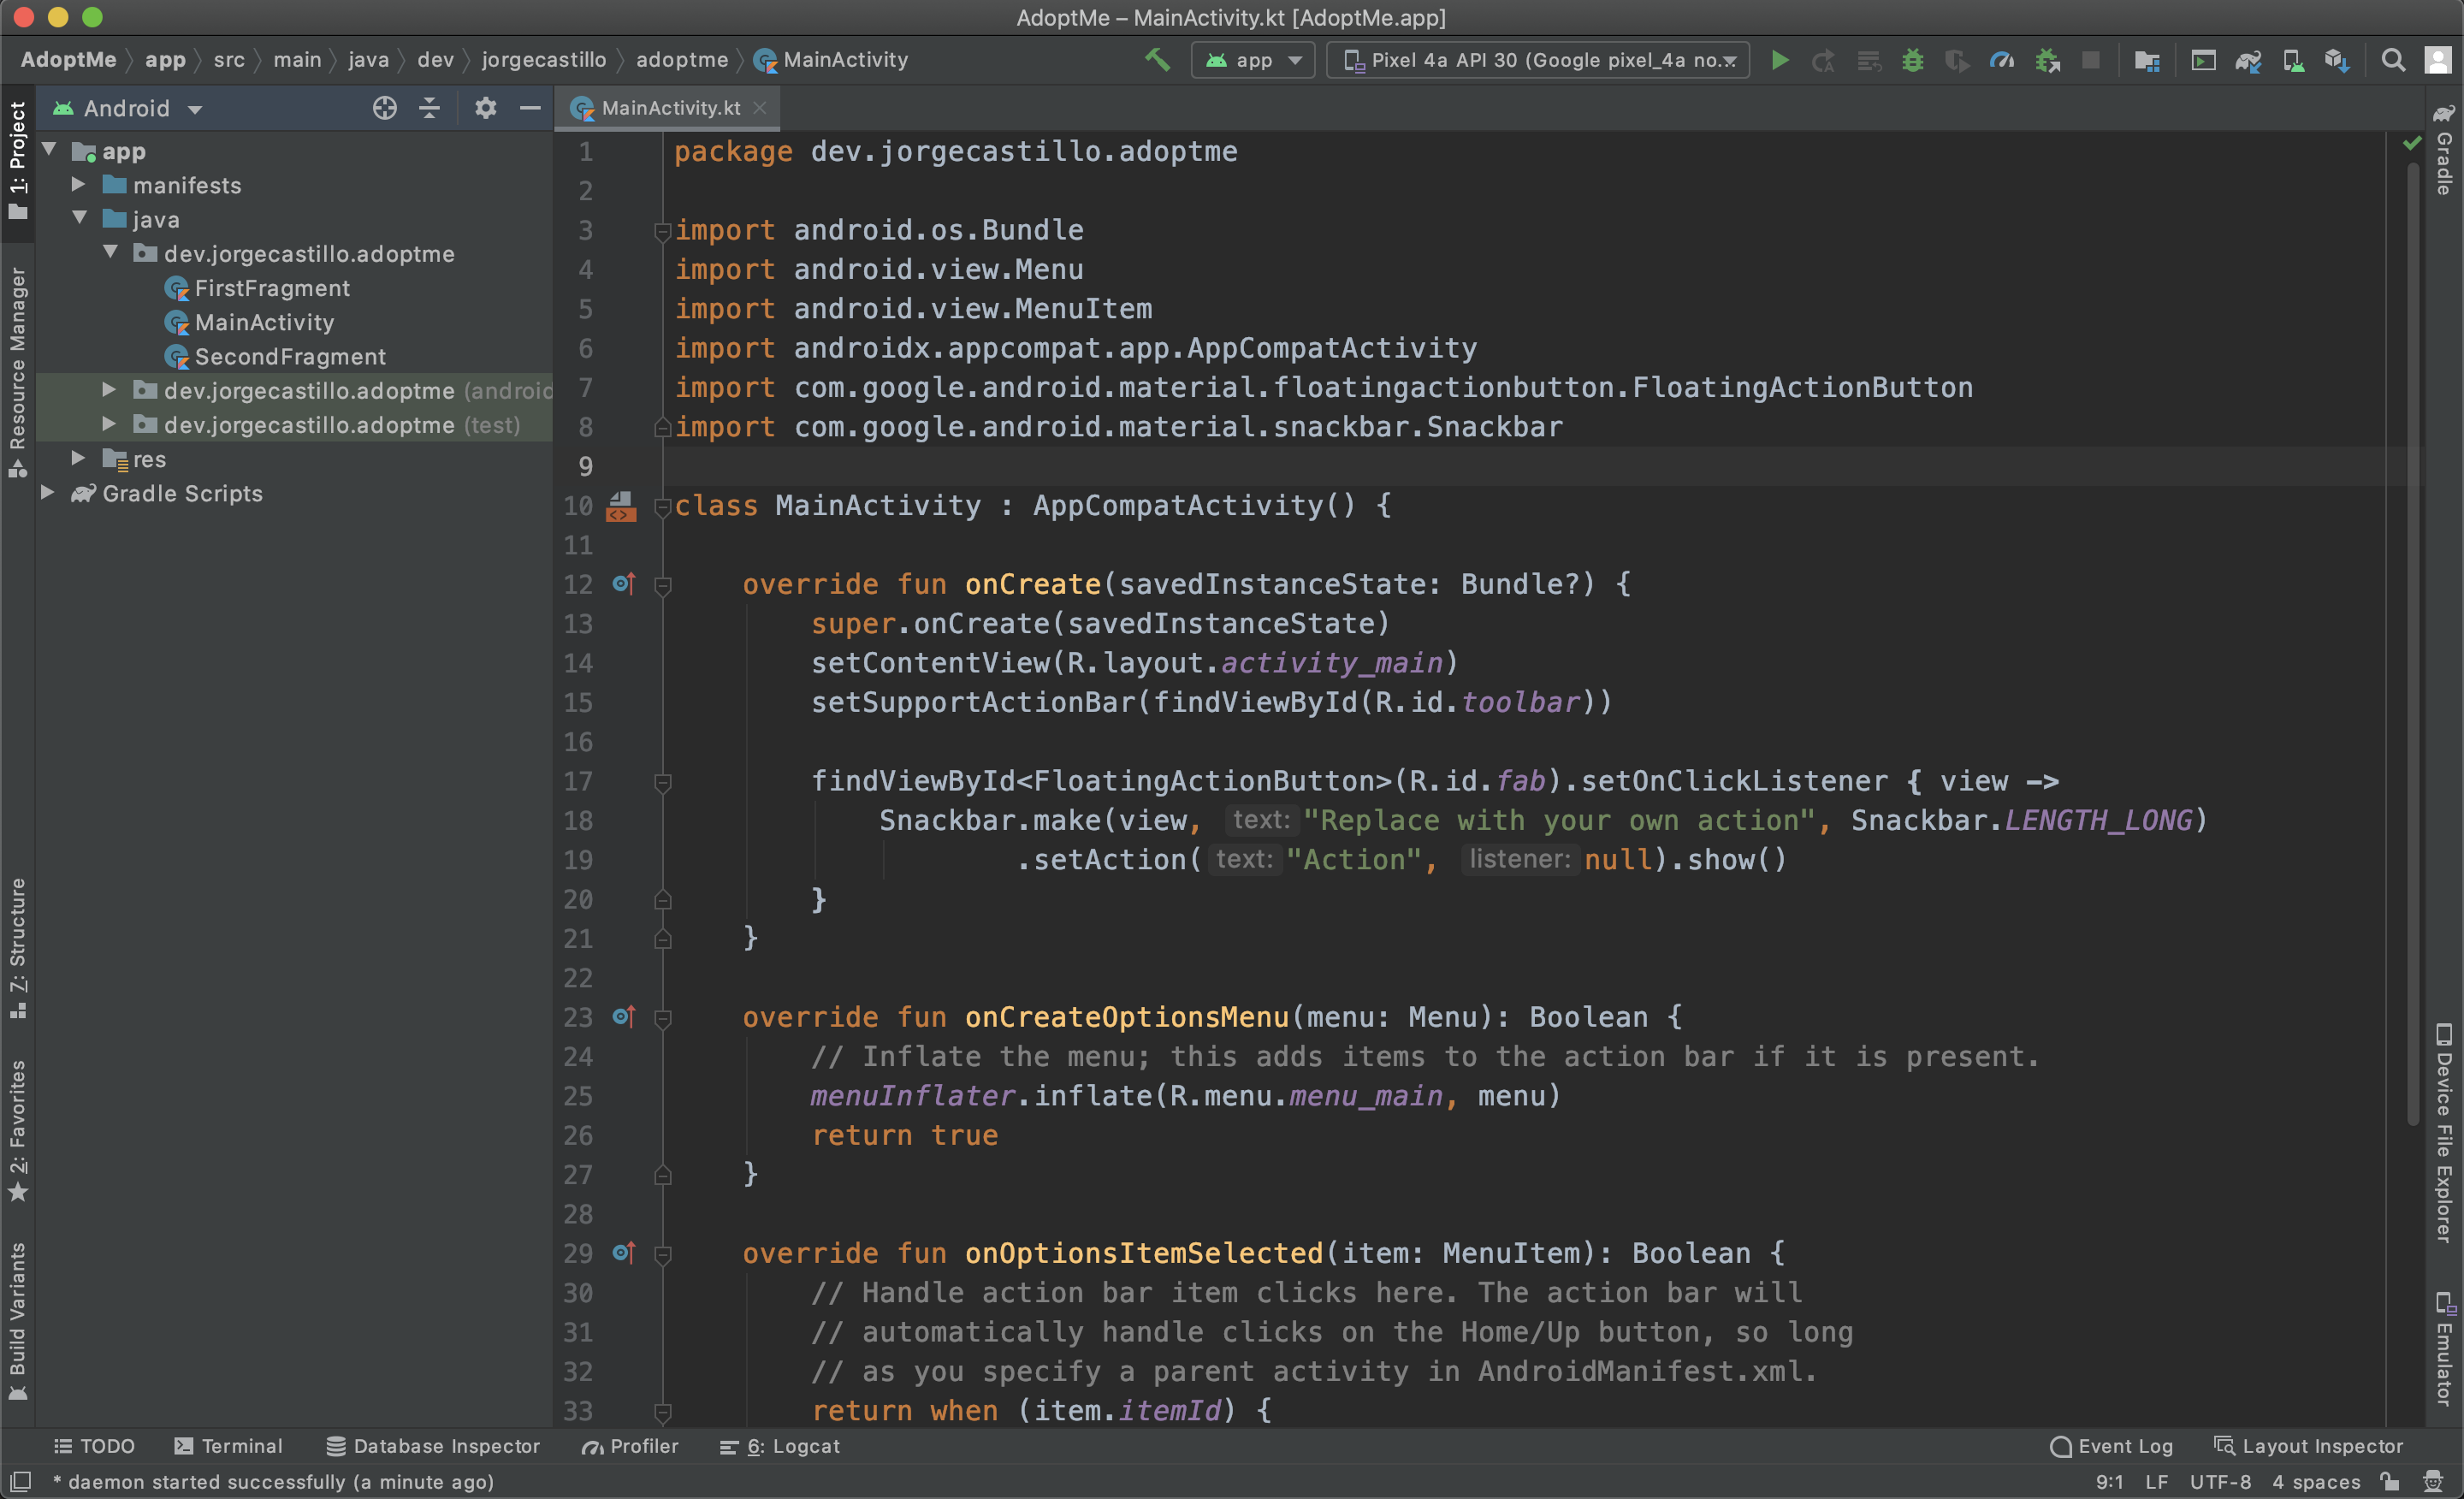 AdoptMe – MainActivity.kt [AdoptMe.app]
AdoptMe app src main java dev jorgecastillo adoptme MainActivity
app
Pixel 4a API 30 (Google pixel_4a no...
Android
MainActivity.kt
1: Project
Resource Manager
7: Structure
2: Favorites
Build Variants
app
manifests
java
dev.jorgecastillo.adoptme
FirstFragment
MainActivity
SecondFragment
dev.jorgecastillo.adoptme (android
dev.jorgecastillo.adoptme (test)
res
Gradle Scripts
1 package dev.jorgecastillo.adoptme
2
3 import android.os.Bundle
4 import android.view.Menu
5 import android.view.MenuItem
6 import androidx.appcompat.app.AppCompatActivity
7 import com.google.android.material.floatingactionbutton.FloatingActionButton
8 import com.google.android.material.snackbar.Snackbar
9
10 class MainActivity : AppCompatActivity() {
11
12 override fun onCreate(savedInstanceState: Bundle?) {
13 super.onCreate(savedInstanceState)
14 setContentView(R.layout.activity_main)
15 setSupportActionBar(findViewById(R.id.toolbar))
16
17 findViewById<FloatingActionButton>(R.id.fab).setOnClickListener { view ->
18 Snackbar.make(view, text: "Replace with your own action", Snackbar.LENGTH_LONG)
19 .setAction( text: "Action", listener: null).show()
20 }
21 }
22
23 override fun onCreateOptionsMenu(menu: Menu): Boolean {
24 // Inflate the menu; this adds items to the action bar if it is present.
25 menuInflater.inflate(R.menu.menu_main, menu)
26 return true
27 }
28
29 override fun onOptionsItemSelected(item: MenuItem): Boolean {
30 // Handle action bar item clicks here. The action bar will
31 // automatically handle clicks on the Home/Up button, so long
32 // as you specify a parent activity in AndroidManifest.xml.
33 return when (item.itemId) {
Gradle
Device File Explorer
Emulator
TODO Terminal Database Inspector Profiler 6: Logcat Event Log Layout Inspector
* daemon started successfully (a minute ago) 9:1 LF UTF-8 4 spaces